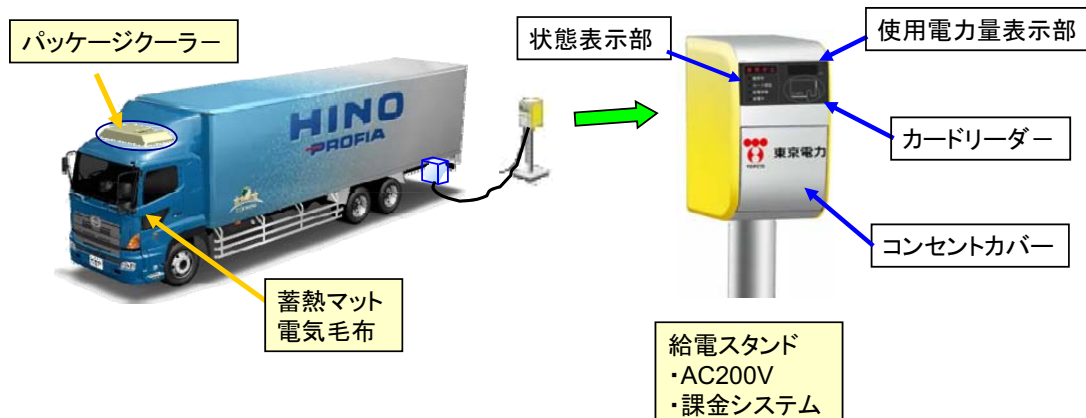 パッケージクーラー
状態表示部
使用電力量表示部
HINO
PROFIA
カードリーダー
東京電力
TEPCO
コンセントカバー
蓄熱マット
電気毛布
給電スタンド
・AC200V
・課金システム